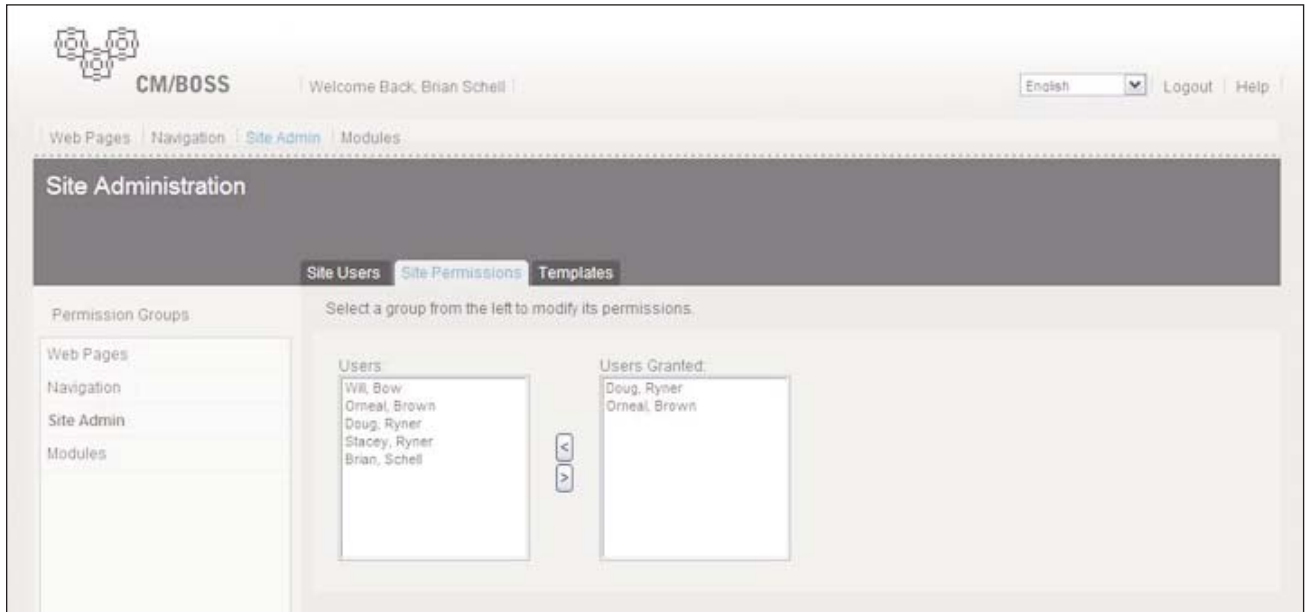 CM/BOSS
Welcome Back, Brian Schell
English
Logout
Help
Web Pages
Navigation
Site Admin
Modules
Site Administration
Site Users
Site Permissions
Templates
Permission Groups
Select a group from the left to modify its permissions.
Web Pages
Navigation
Site Admin
Modules
Users:
Will, Bow
Orneal, Brown
Doug, Ryner
Stacey, Ryner
Brian, Schell
<
>
Users Granted:
Doug, Ryner
Orneal, Brown